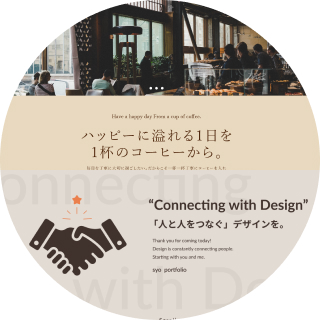 Have a happy day. From a cup of coffee.
ハッピーに溢れる1日を
1杯のコーヒーから。
onnecting
“Connecting with Design”
「人と人をつなぐ」デザインを。
Thank you for coming today!
Design is constantly connecting people.
Starting with you and me.
syo portfolio
with De